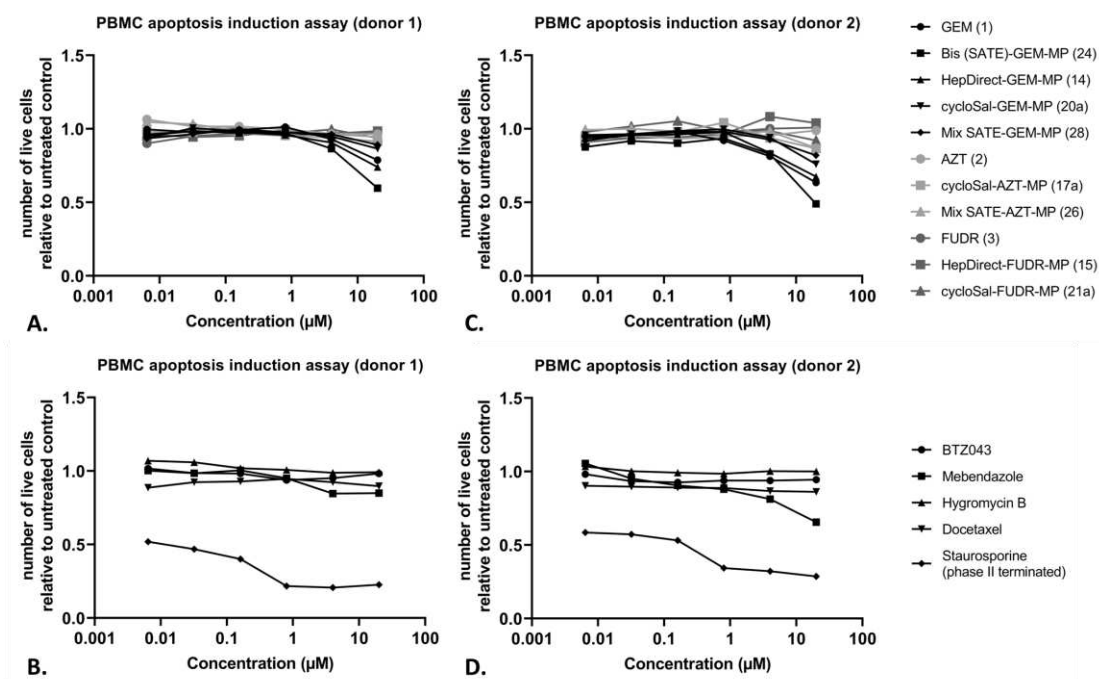 PBMC apoptosis induction assay (donor 1)
number of live cells
relative to untreated control
1.5
1.0
0.5
0.0
0.001
0.01
0.1
1
10
100
Concentration (µM)
A.
PBMC apoptosis induction assay (donor 2)
number of live cells
relative to untreated control
1.5
1.0
0.5
0.0
0.001
0.01
0.1
1
10
100
Concentration (µM)
C.
GEM (1)
Bis (SATE)-GEM-MP (24)
HepDirect-GEM-MP (14)
cycloSal-GEM-MP (20a)
Mix SATE-GEM-MP (28)
AZT (2)
cycloSal-AZT-MP (17a)
Mix SATE-AZT-MP (26)
FUDR (3)
HepDirect-FUDR-MP (15)
cycloSal-FUDR-MP (21a)
PBMC apoptosis induction assay (donor 1)
number of live cells
relative to untreated control
1.5
1.0
0.5
0.0
0.001
0.01
0.1
1
10
100
Concentration (µM)
B.
PBMC apoptosis induction assay (donor 2)
number of live cells
relative to untreated control
1.5
1.0
0.5
0.0
0.001
0.01
0.1
1
10
100
Concentration (µM)
D.
BTZ043
Mebendazole
Hygromycin B
Docetaxel
Staurosporine
(phase II terminated)